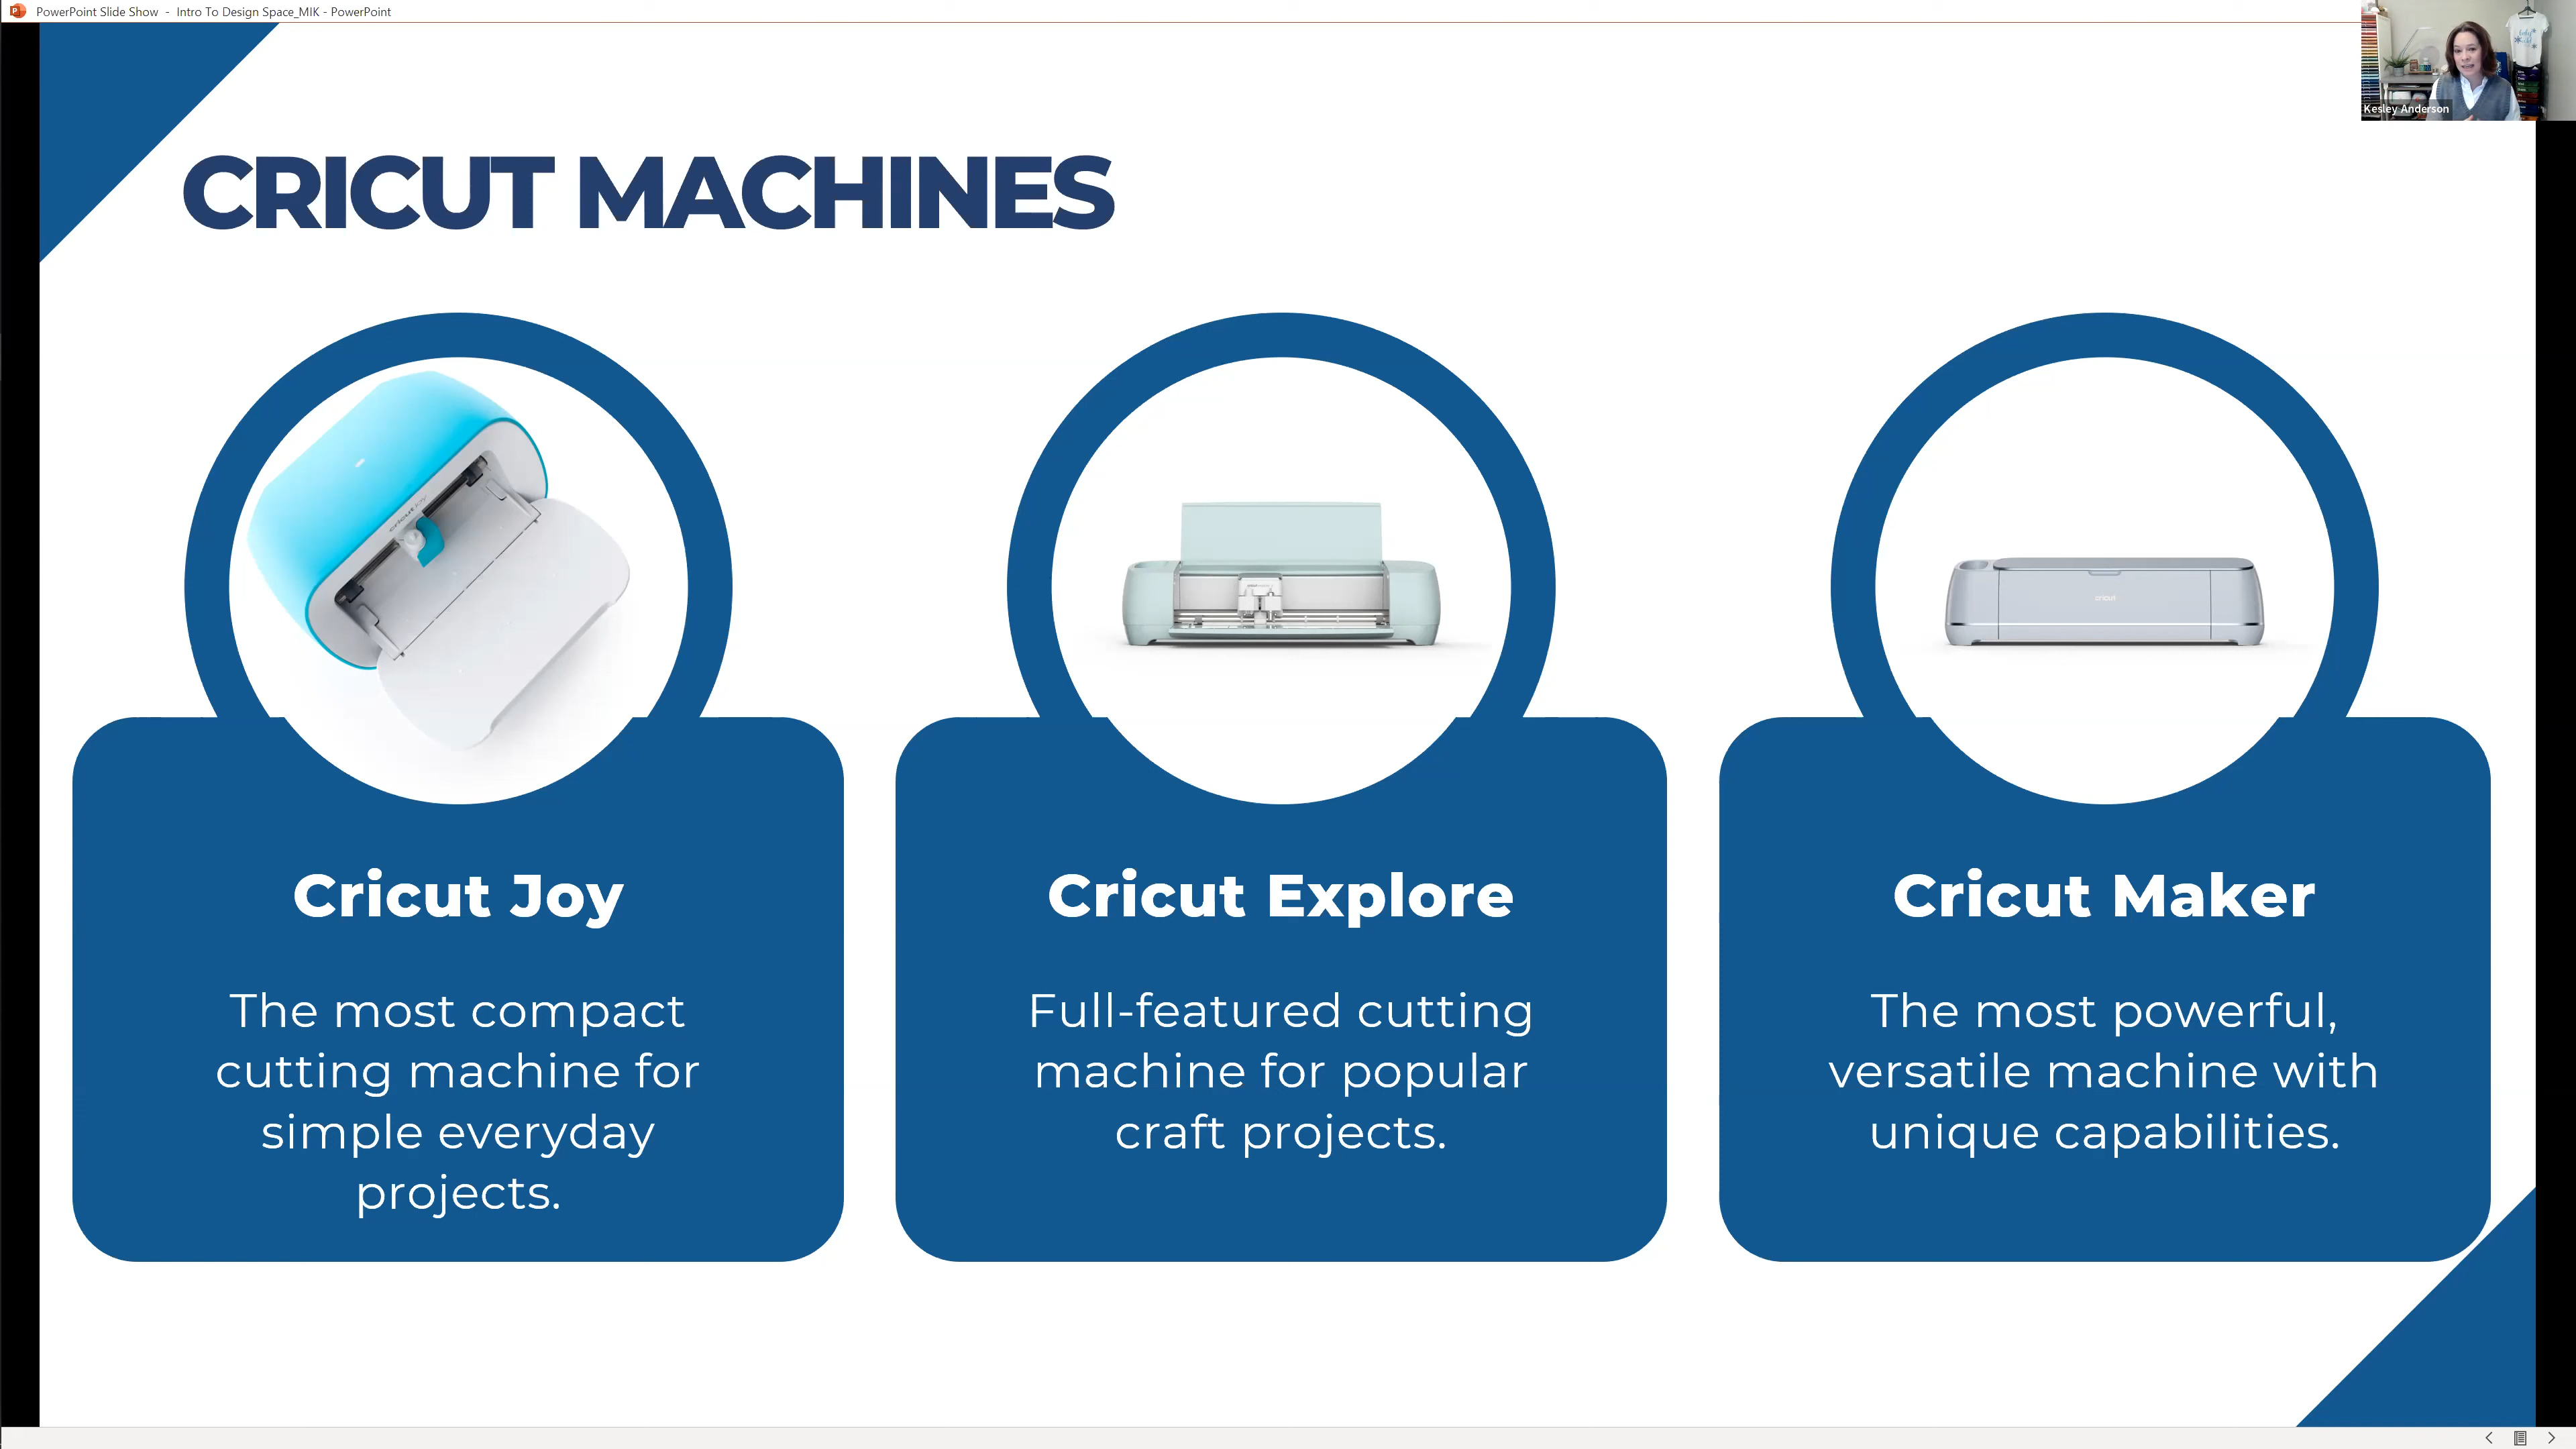 PowerPoint Slide Show - Intro To Design Space_MIK - PowerPoint
Kesley Anderson
CRICUT MACHINES
cricut
Cricut Joy
The most compact
cutting machine for
simple everyday
projects.
Cricut Explore
Full-featured cutting
machine for popular
craft projects.
Cricut Maker
The most powerful,
versatile machine with
unique capabilities.